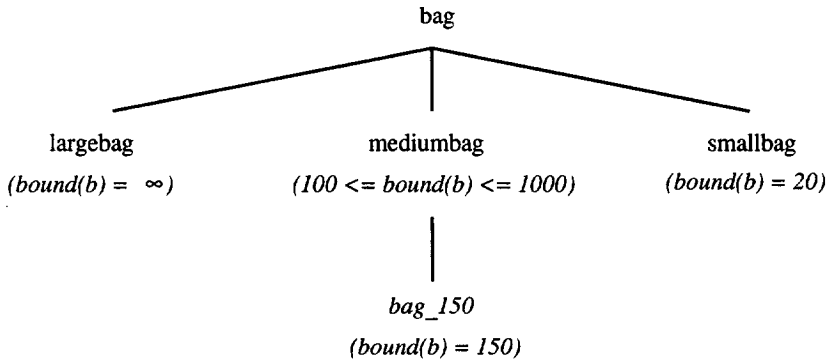 bag
largebag mediumbag smallbag
(bound(b) = ∞) (100 <= bound(b) <= 1000) (bound(b) = 20)
bag_150
(bound(b) = 150)